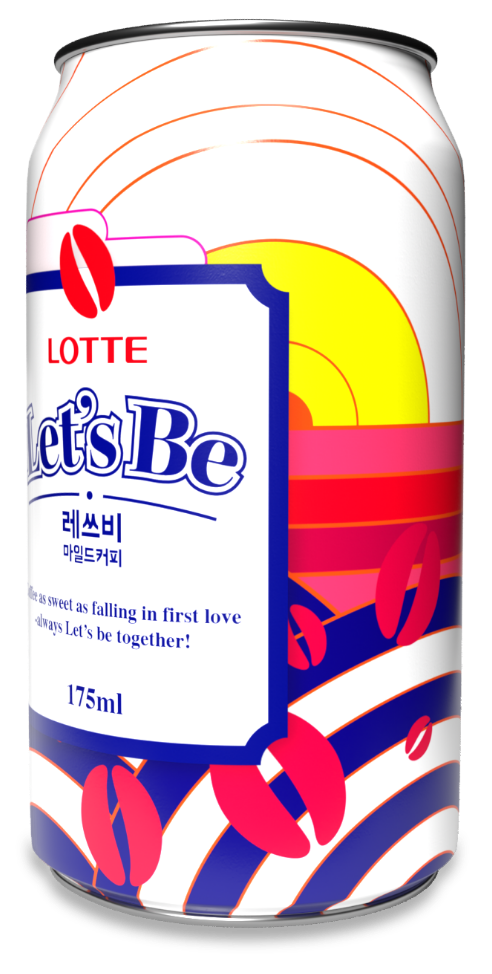 LOTTE
Let's Be
레쓰비
마일드커피
as sweet as falling in first love
-always Let's be together!
175ml